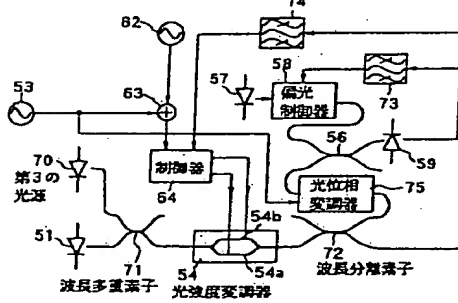 74
62
58
57
偏光
制御器
73
53
63
56
59
70
制御器
64
第3の
光源
光位相
変調器
75
54b
51
71
54
54a
72
波長多重素子
光強度変調器
波長分離素子